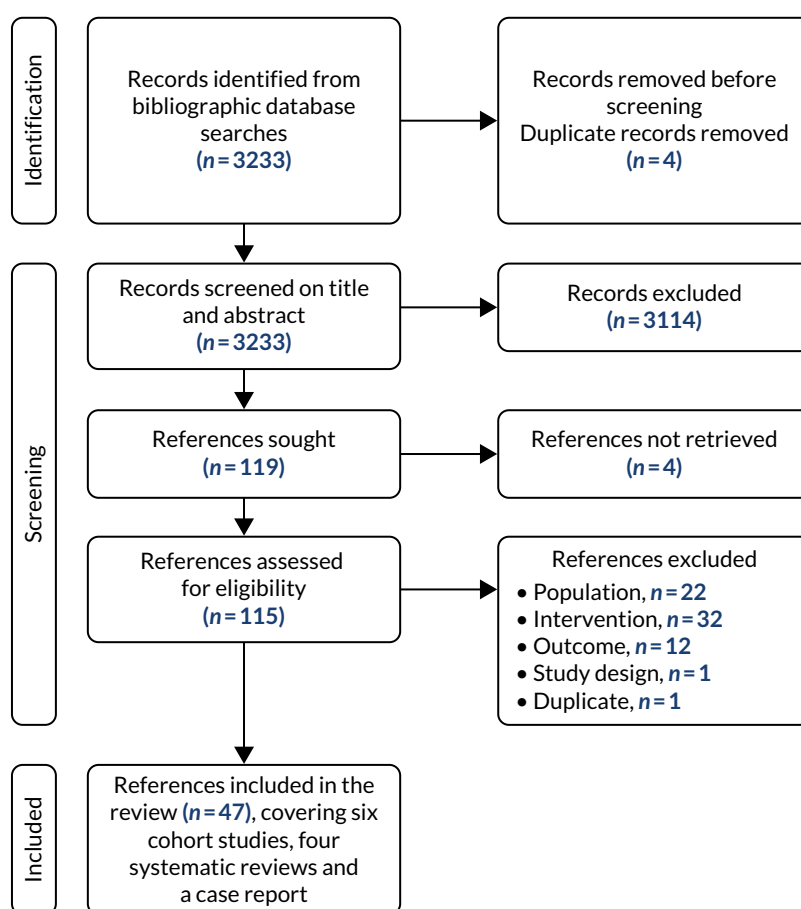 Identification
Records identified from
bibliographic database
searches
(n = 3233)
Records removed before
screening
Duplicate records removed
(n = 4)
Screening
Records screened on title
and abstract
(n = 3233)
Records excluded
(n = 3114)
References sought
(n = 119)
References not retrieved
(n = 4)
References assessed
for eligibility
(n = 115)
References excluded
• Population, n = 22
• Intervention, n = 32
• Outcome, n = 12
• Study design, n = 1
• Duplicate, n = 1
Included
References included in the
review (n = 47), covering six
cohort studies, four
systematic reviews and
a case report